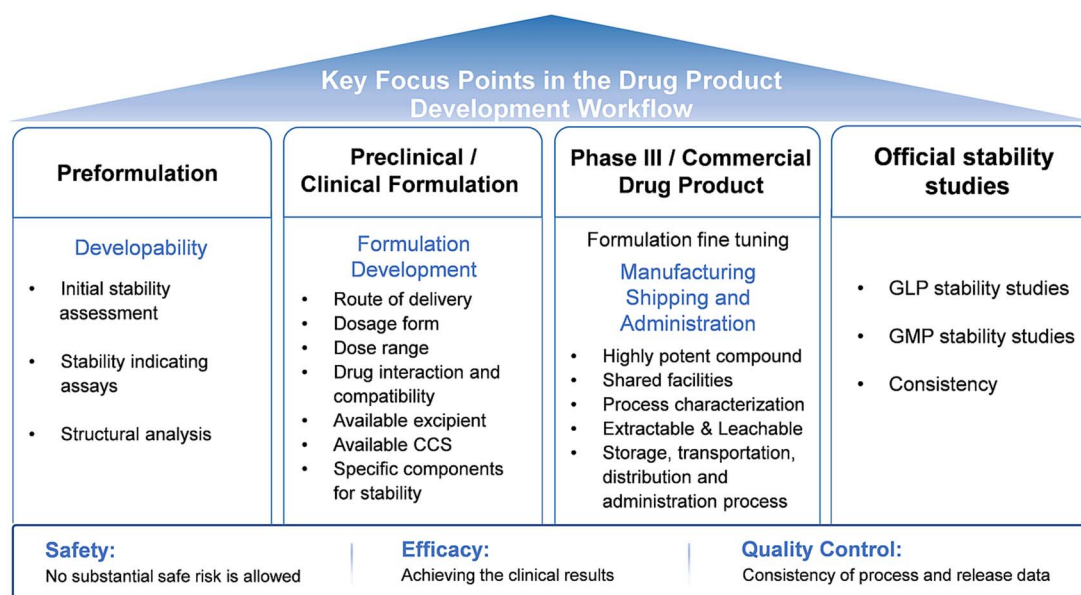 Key Focus Points in the Drug Product
Development Workflow
Preformulation
Developability
• Initial stability
assessment
• Stability indicating
assays
• Structural analysis
Preclinical /
Clinical Formulation
Formulation
Development
• Route of delivery
• Dosage form
• Dose range
• Drug interaction and
compatibility
• Available excipient
• Available CCS
• Specific components
for stability
Phase III / Commercial
Drug Product
Formulation fine tuning
Manufacturing
Shipping and
Administration
• Highly potent compound
• Shared facilities
• Process characterization
• Extractable & Leachable
• Storage, transportation,
distribution and
administration process
Official stability
studies
• GLP stability studies
• GMP stability studies
• Consistency
Safety:
No substantial safe risk is allowed
Efficacy:
Achieving the clinical results
Quality Control:
Consistency of process and release data